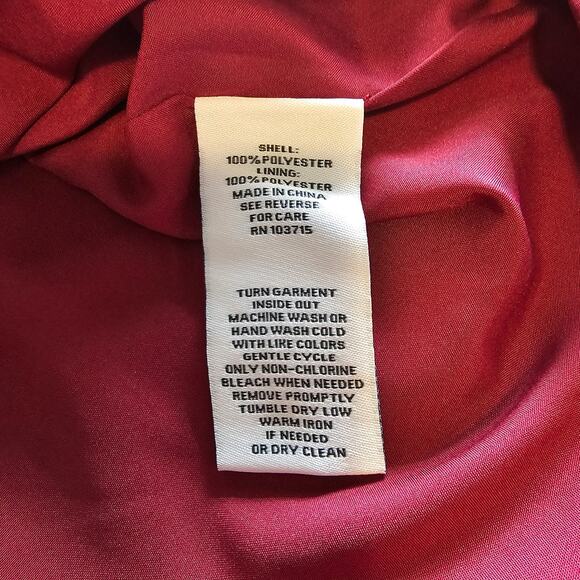 SHELL:
100% POLYESTER
LINING:
100% POLYESTER
MADE IN CHINA
SEE REVERSE
FOR CARE
RN 103715
TURN GARMENT
INSIDE OUT
MACHINE WASH OR
HAND WASH COLD
WITH LIKE COLORS
GENTLE CYCLE
ONLY NON-CHLORINE
BLEACH WHEN NEEDED
REMOVE PROMPTLY
TUMBLE DRY LOW
WARM IRON
IF NEEDED
OR DRY CLEAN